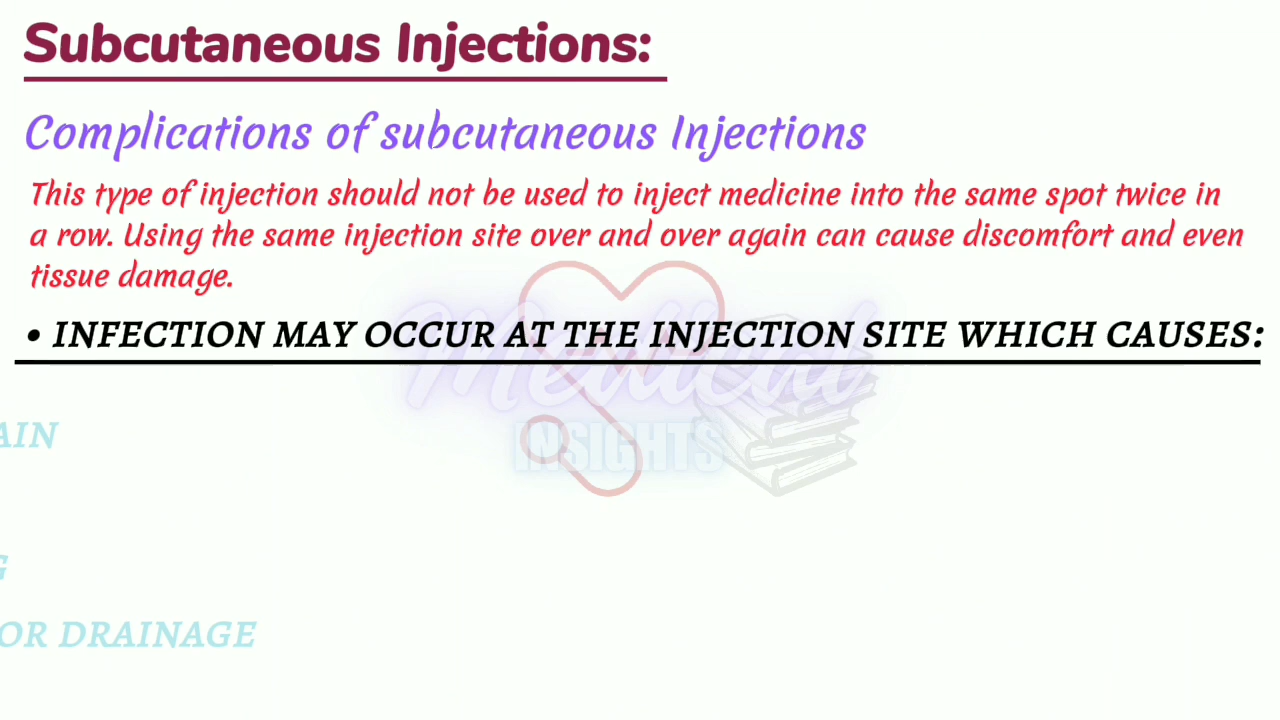 Subcutaneous Injections:
Complications of subcutaneous Injections
This type of injection should not be used to inject medicine into the same spot twice in
a row. Using the same injection site over and over again can cause discomfort and even
tissue damage.
• INFECTION MAY OCCUR AT THE INJECTION SITE WHICH CAUSES:
Medical
INSIGHTS
OR DRAINAGE